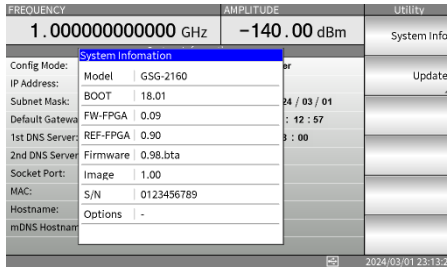 FREQUENCY AMPLITUDE Utility
1.000000000000 GHz -140.00 dBm
System Info
System Infomation
Config Mode:
Model GSG-2160
IP Address:
Update
BOOT 18.01
Subnet Mask: 24 / 03 / 01
FW-FPGA 0.09
Default Gatewa : 12 : 57
REF-FPGA 0.90
1st DNS Server: 3 : 00
2nd DNS Server Firmware 0.98.bta
Socket Port: Image 1.00
MAC: S/N 0123456789
Hostname: Options -
mDNS Hostnam
2024/03/01 23:13:2